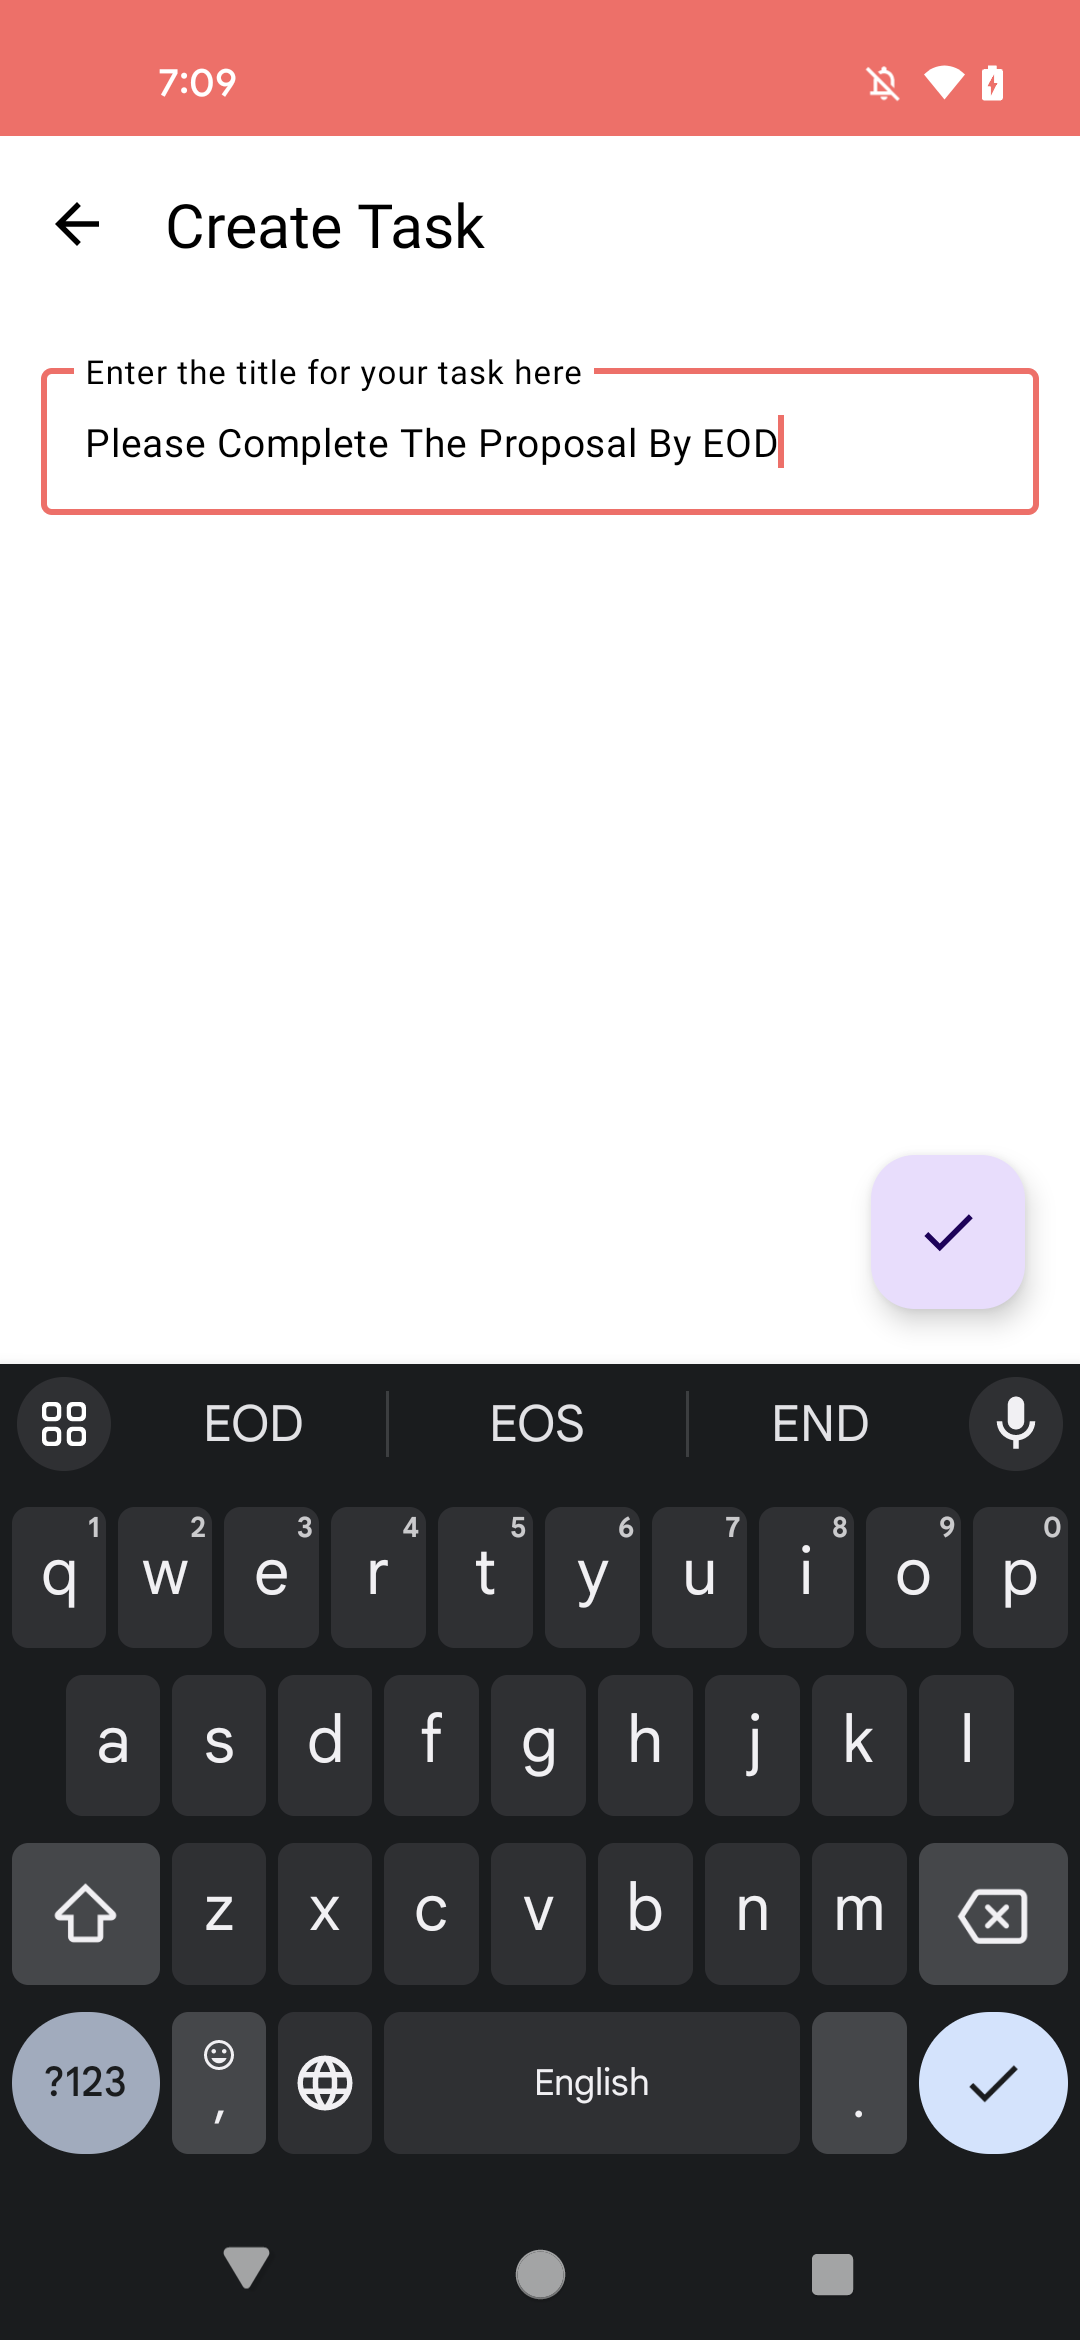 7:09
Create Task
Enter the title for your task here
Please Complete The Proposal By EOD
EOD EOS END
1 2 3 4 5 6 7 8 9 0
q w e r t y u i o p
a s d f g h j k l
z x c v b n m
?123 , English .